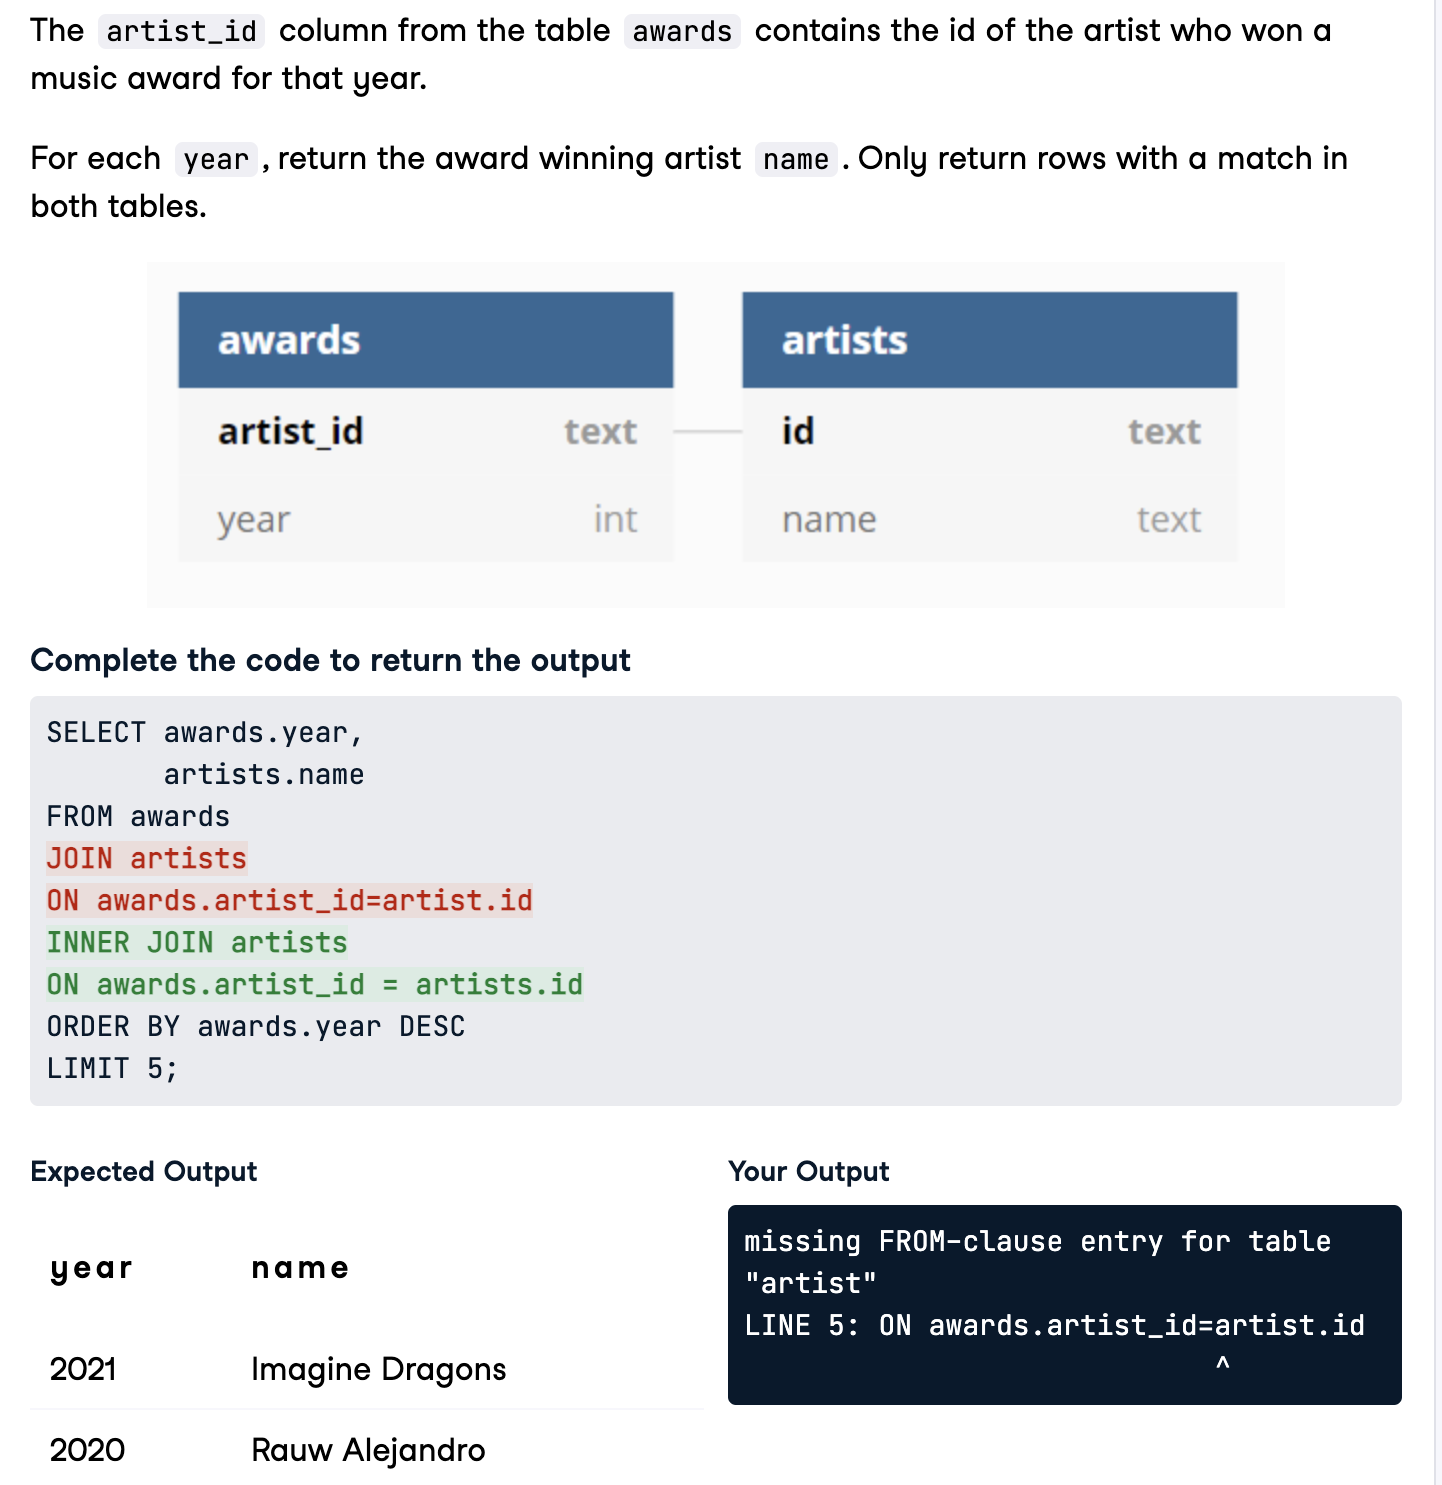 The artist_id column from the table awards contains the id of the artist who won a
music award for that year.
For each year, return the award winning artist name. Only return rows with a match in
both tables.
awards
artist_id text
year int
artists
id text
name text
Complete the code to return the output
SELECT awards.year,
       artists.name
FROM awards
JOIN artists
ON awards.artist_id=artist.id
INNER JOIN artists
ON awards.artist_id = artists.id
ORDER BY awards.year DESC
LIMIT 5;
Expected Output
year name
2021 Imagine Dragons
2020 Rauw Alejandro
Your Output
missing FROM-clause entry for table
"artist"
LINE 5: ON awards.artist_id=artist.id
^